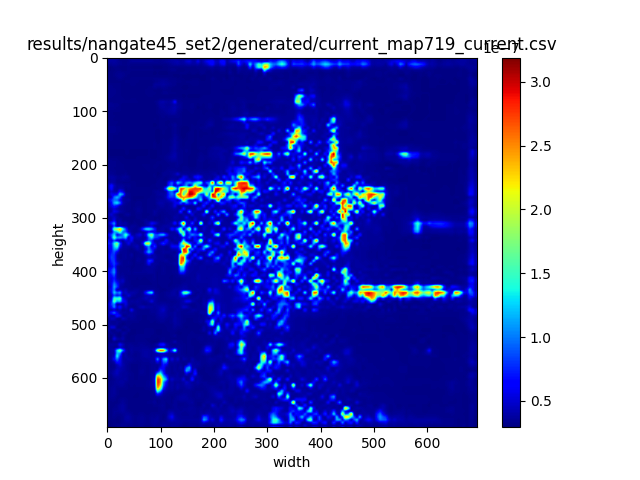 results/nangate45_set2/generated/current_map719_current.csv
1e−7
0
100
200
300
400
500
600
height
0 100 200 300 400 500 600
width
3.0
2.5
2.0
1.5
1.0
0.5